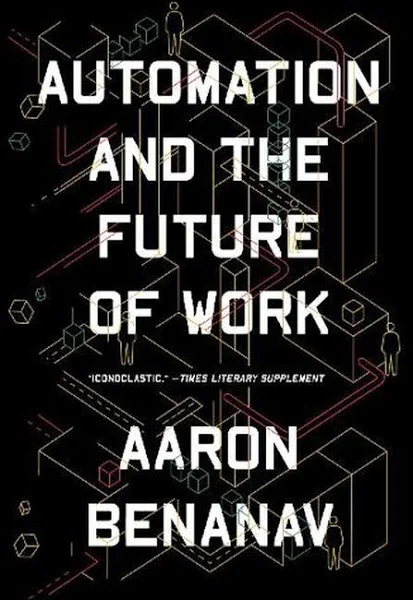 AUTOMATION
AND THE
FUTURE
OF WORK
"ICONOCLASTIC." —TIMES LITERARY SUPPLEMENT
AARON
BENANAV